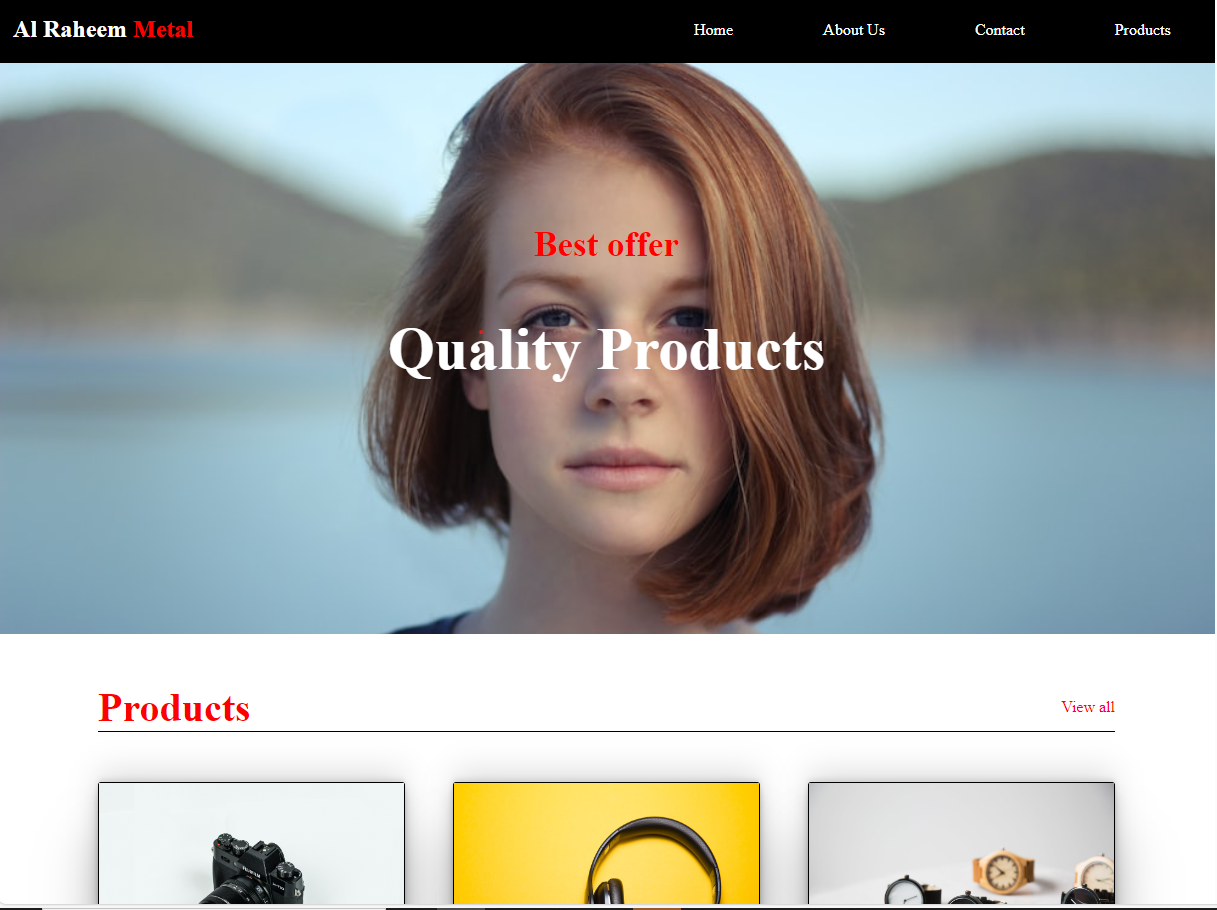 Al Raheem Metal
Home
About Us
Contact
Products
Best offer
Quality Products
Products
View all